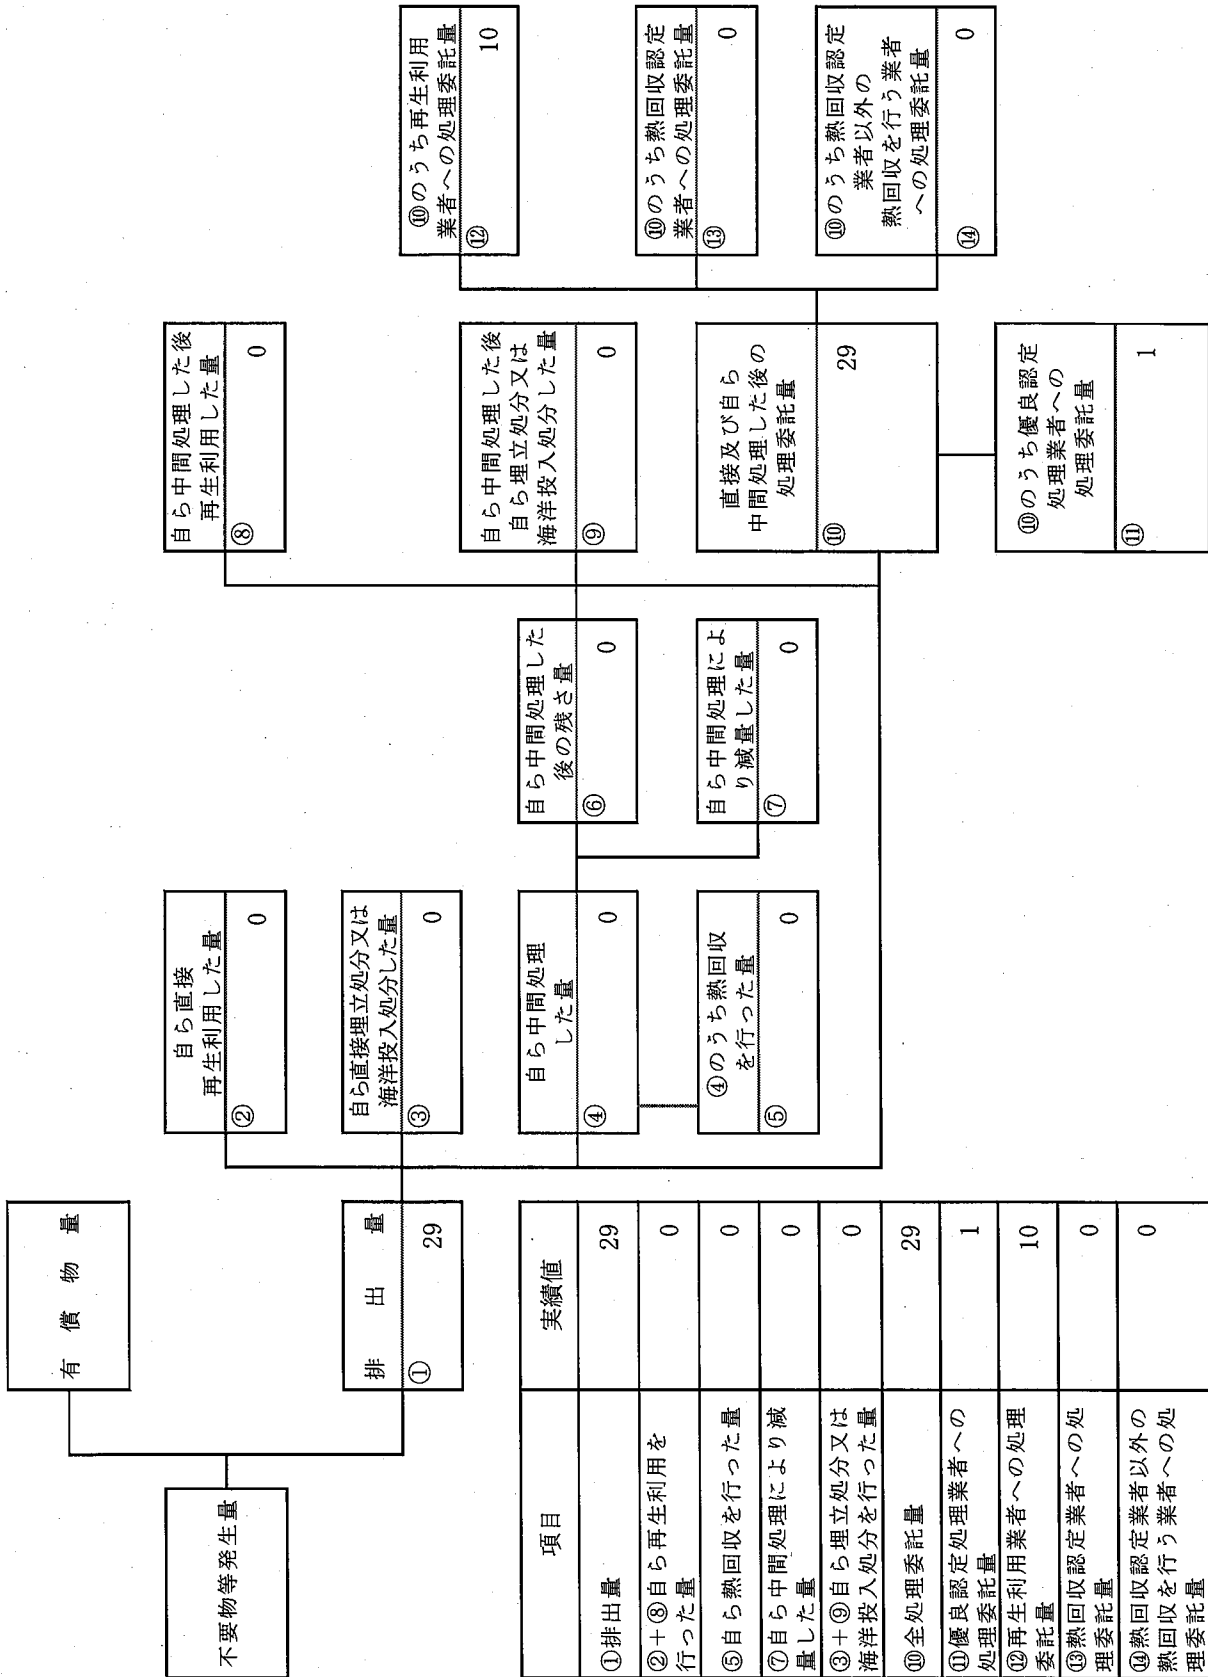 不要物等発生量
有償物量
排出量
① 29
自ら直接
再生利用した量
② 0
自ら直接埋立処分又は
海洋投入処分した量
③ 0
自ら中間処理
した量
④ 0
④のうち熱回収
を行った量
⑤ 0
自ら中間処理した
後の残さ量
⑥ 0
自ら中間処理によ
り減量した量
⑦ 0
自ら中間処理した後
再生利用した量
⑧ 0
自ら中間処理した後
自ら埋立処分又は
海洋投入処分した量
⑨ 0
直接及び自ら
中間処理した後の
処理委託量
⑩ 29
⑩のうち優良認定
処理業者への
処理委託量
⑪ 1
⑩のうち再生利用
業者への処理委託量
⑫ 10
⑩のうち熱回収認定
業者への処理委託量
⑬ 0
⑩のうち熱回収認定
業者以外の
熱回収を行う業者
への処理委託量
⑭ 0
項目 実績値
①排出量 29
②+⑧自ら再生利用を
行った量 0
⑤自ら熱回収を行った量 0
⑦自ら中間処理により減
量した量 0
③+⑨自ら埋立処分又は
海洋投入処分を行った量 0
⑩全処理委託量 29
⑪優良認定処理業者への
処理委託量 1
⑫再生利用業者への処理
委託量 10
⑬熱回収認定業者への処
理委託量 0
⑭熱回収認定業者以外の
熱回収を行う業者への処
理委託量 0